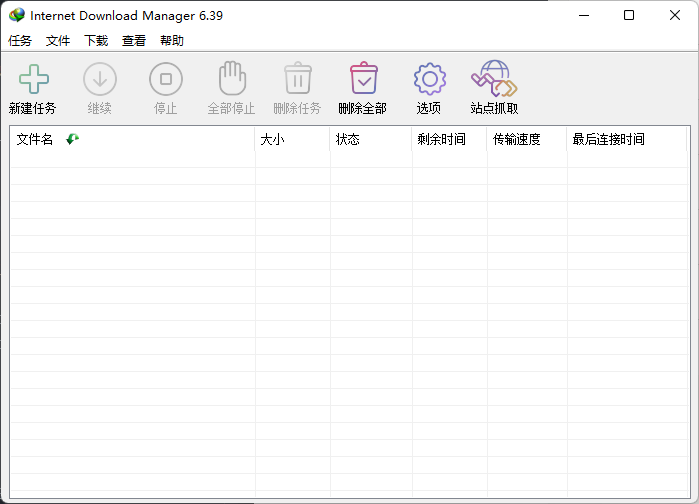 Internet Download Manager 6.39
任务 文件 下载 查看 帮助
新建任务 继续 停止 全部停止 删除任务 删除全部 选项 站点抓取
文件名 大小 状态 剩余时间 传输速度 最后连接时间